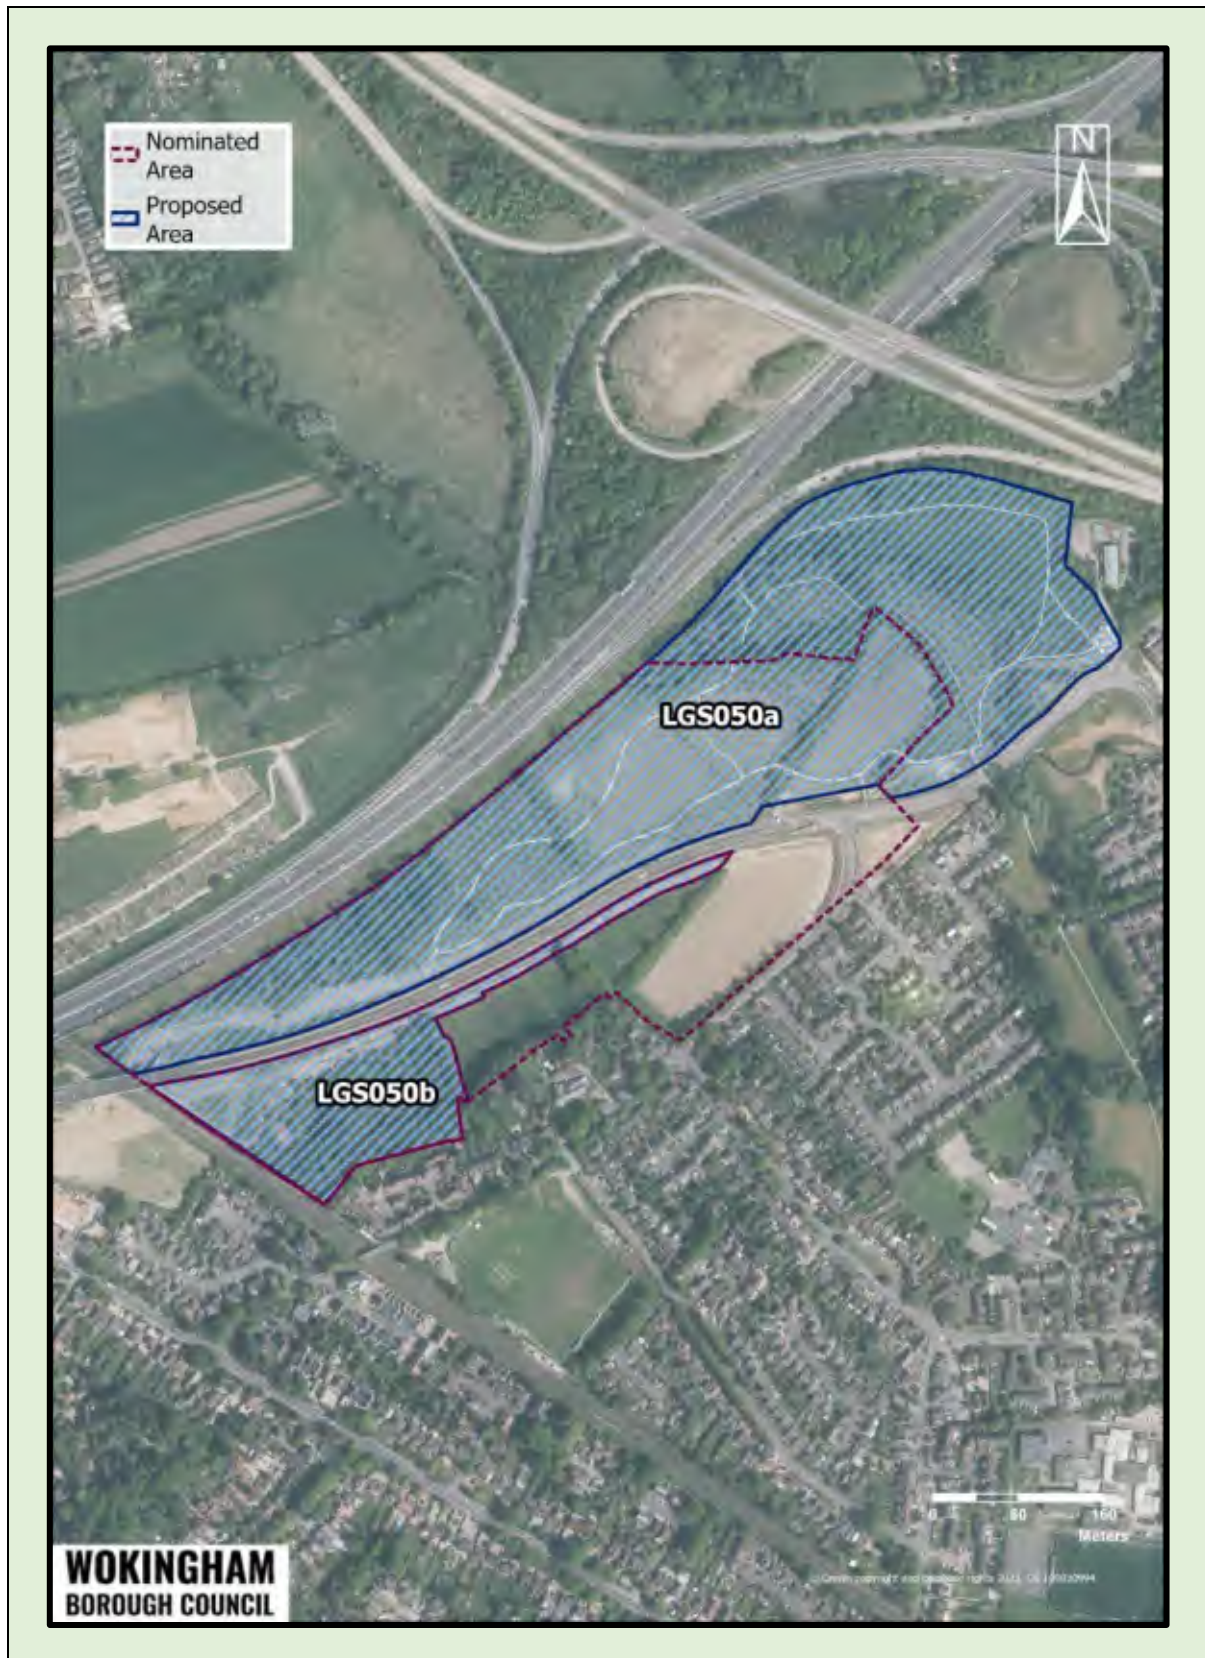 Nominated
Area
Proposed
Area
N
LGS050a
LGS050b
0 80 160
Meters
WOKINGHAM
BOROUGH COUNCIL